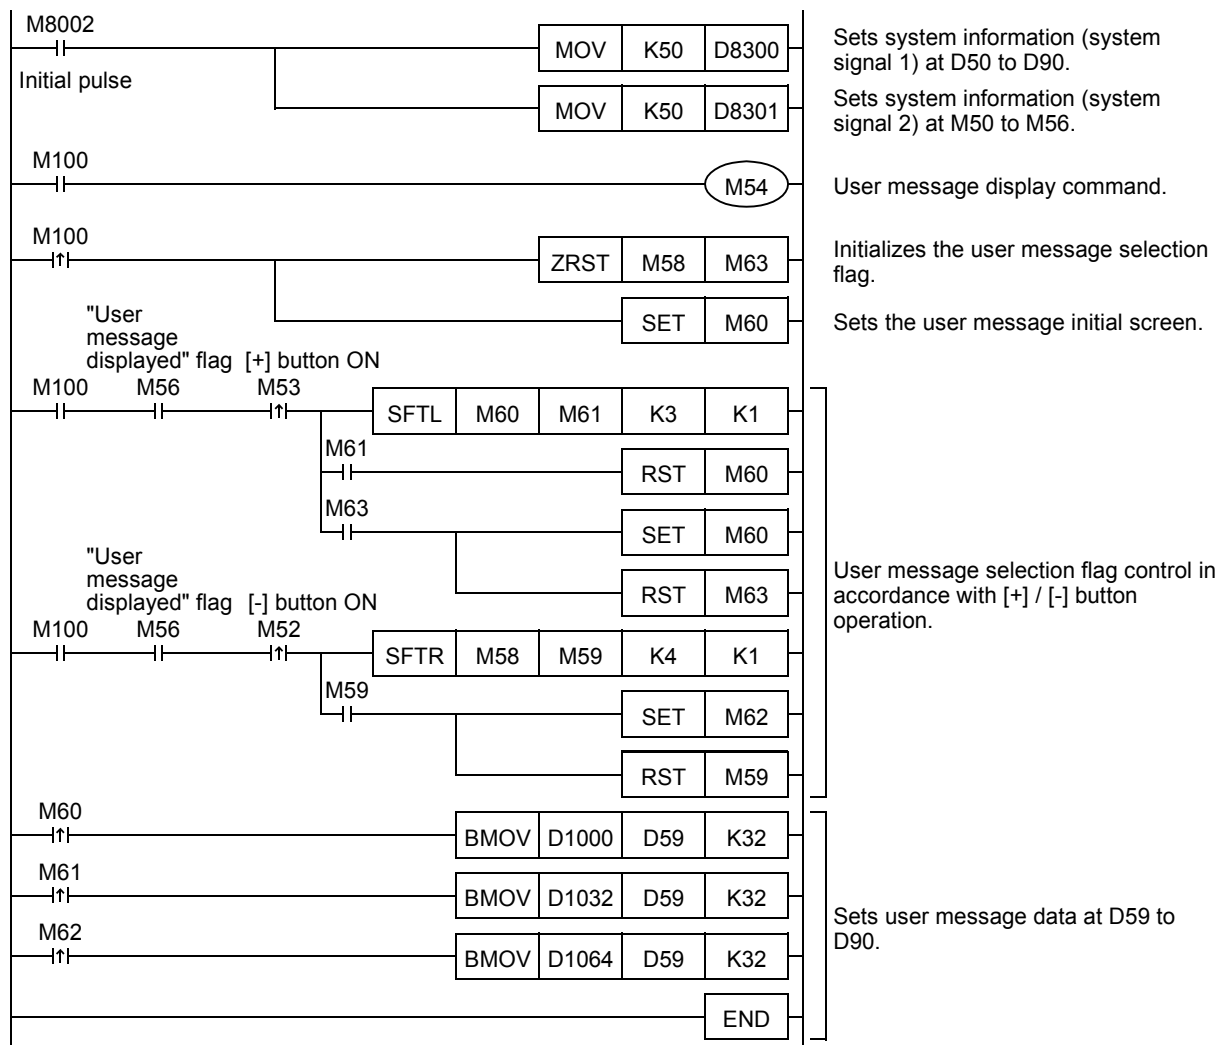 M8002
MOV K50 D8300
Sets system information (system
signal 1) at D50 to D90.
Initial pulse
MOV K50 D8301
Sets system information (system
signal 2) at M50 to M56.
M100
M54
User message display command.
M100
ZRST M58 M63
Initializes the user message selection
flag.
SET M60
Sets the user message initial screen.
"User
message
displayed" flag [+] button ON
M100 M56 M53
SFTL M60 M61 K3 K1
M61
RST M60
M63
SET M60
RST M63
"User
message
displayed" flag [-] button ON
M100 M56 M52
SFTR M58 M59 K4 K1
M59
SET M62
RST M59
User message selection flag control in
accordance with [+] / [-] button
operation.
M60
BMOV D1000 D59 K32
M61
BMOV D1032 D59 K32
M62
BMOV D1064 D59 K32
Sets user message data at D59 to
D90.
END